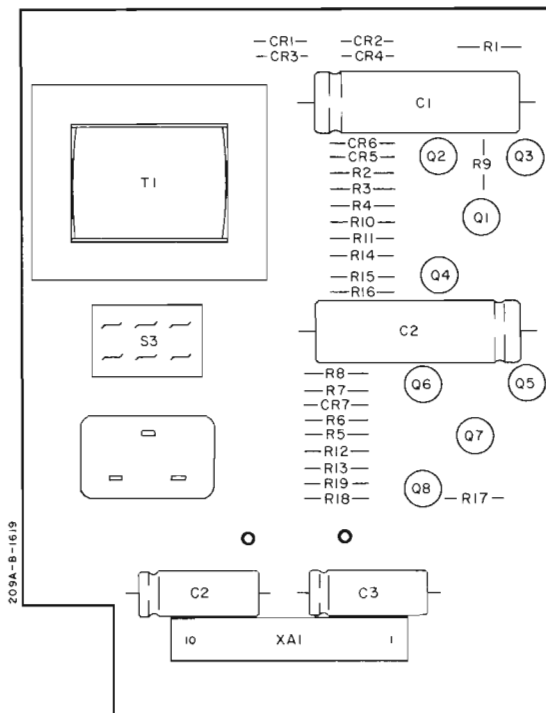 CR1 CR2 R1
CR3 CR4
C1
CR6 Q2 Q3
CR5
R2 R9
T1
R3
R4 Q1
R10
R11
R14
R15 Q4
R16
S3 C2
R8 Q6 Q5
R7
CR7
R6
R5 Q7
R12
R13
R19 Q8
R18 R17
209A-B-1619
C2 C3
10 XA1 1